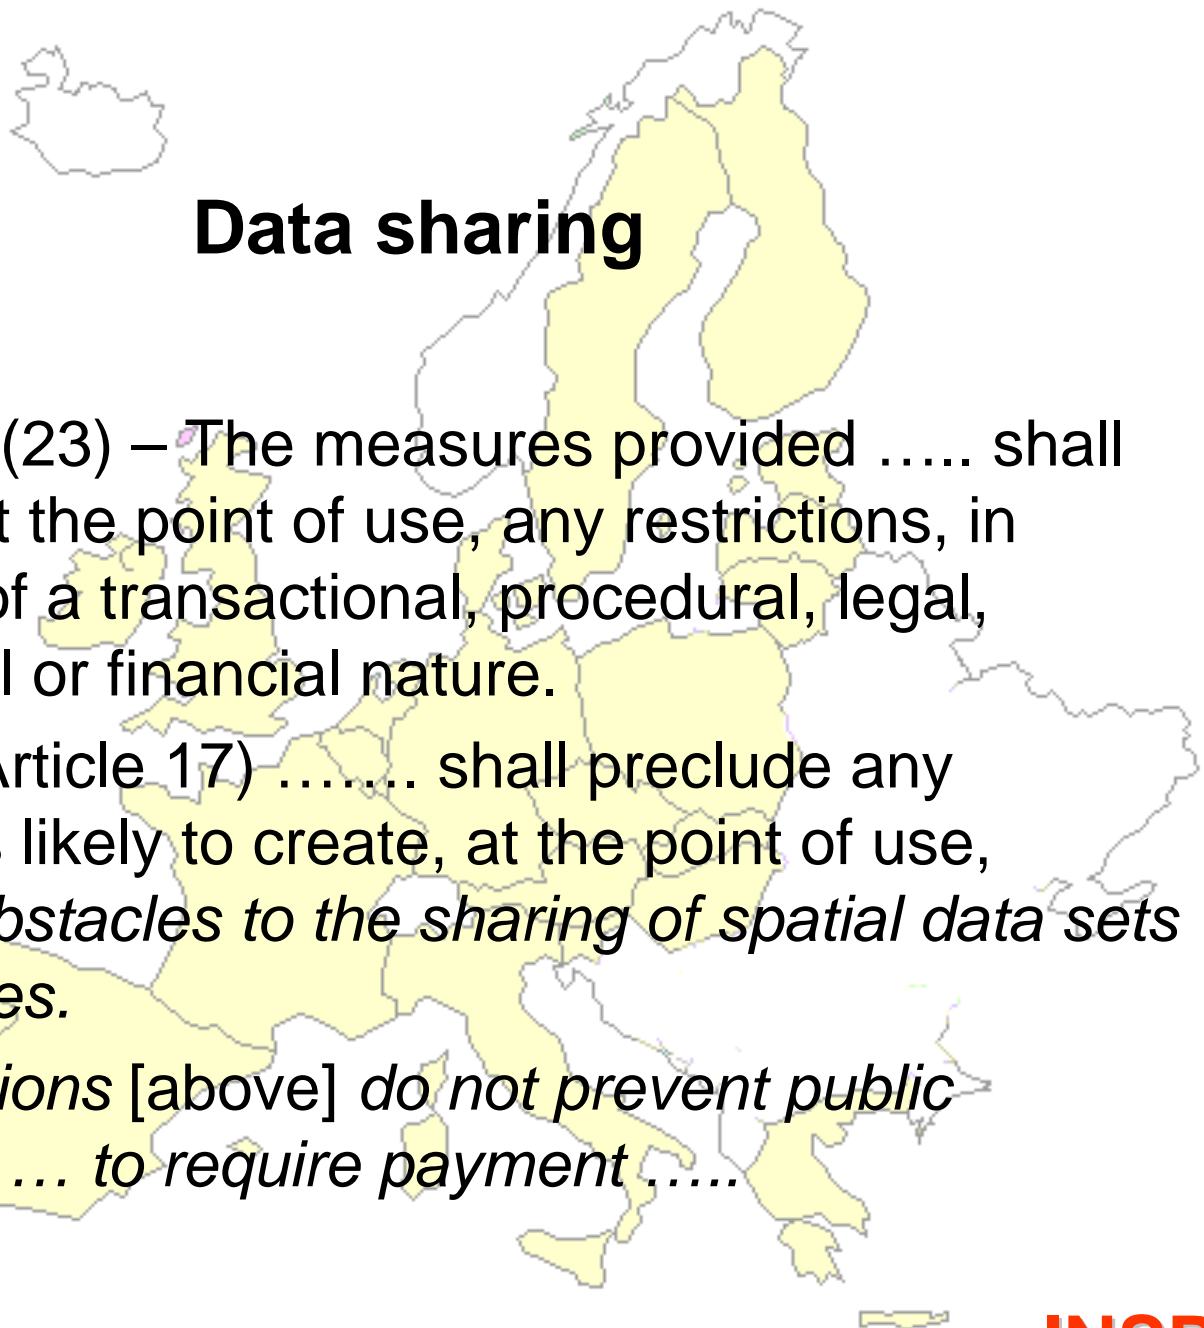 Data sharing
(23) – The measures provided ….. shall
t the point of use, any restrictions, in
of a transactional, procedural, legal,
l or financial nature.
Article 17) ……. shall preclude any
s likely to create, at the point of use,
bstacles to the sharing of spatial data sets
es.
ions [above] do not prevent public
… to require payment …..